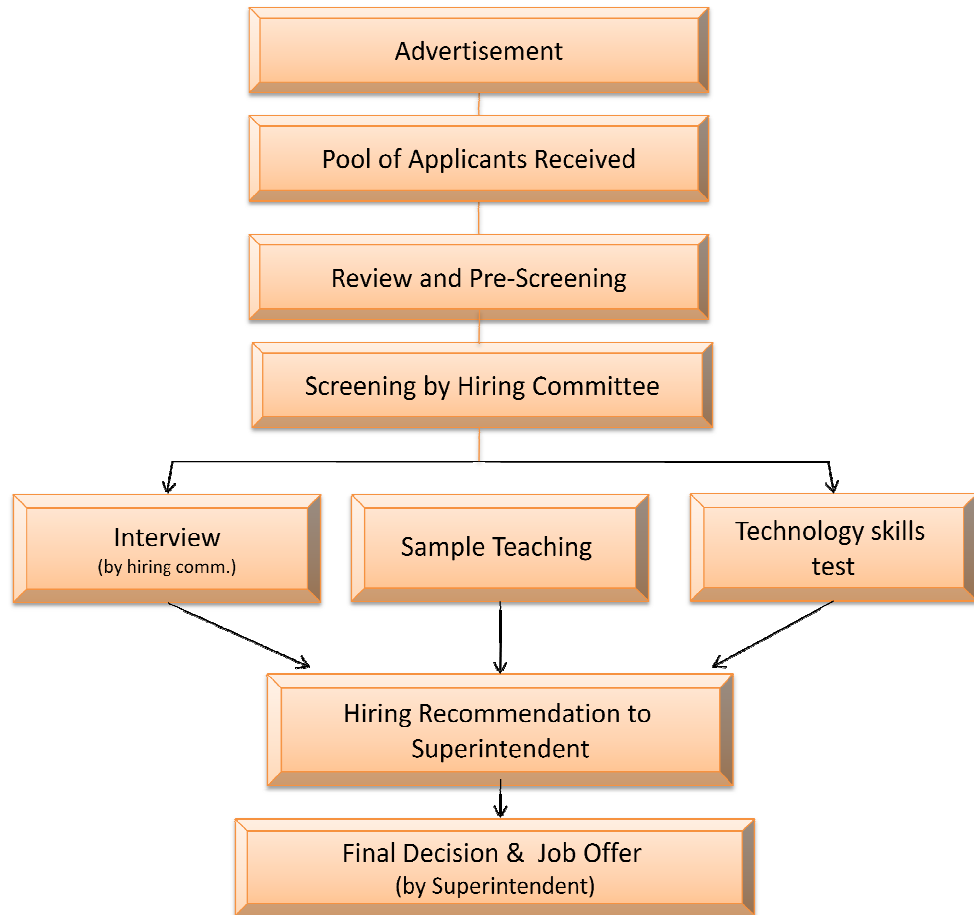 Advertisement
Pool of Applicants Received
Review and Pre-Screening
Screening by Hiring Committee
Interview
(by hiring comm.)
Sample Teaching
Technology skills
test
Hiring Recommendation to
Superintendent
Final Decision &  Job Offer
(by Superintendent)